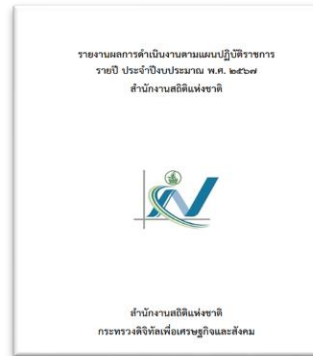 รายงานผลการดำเนินงานตามแผนปฏิบัติราชการ
รายปี ประจำปีงบประมาณ พ.ศ. ๒๕๖๗
สำนักงานสถิติแห่งชาติ
สำนักงานสถิติแห่งชาติ
กระทรวงดิจิทัลเพื่อเศรษฐกิจและสังคม